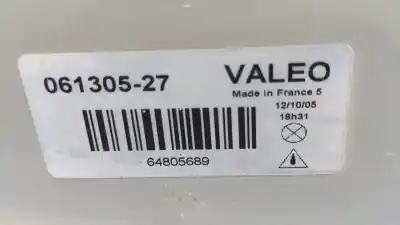 061305-27
VALEO
Made in France 5
12/10/05
18h31
64805689